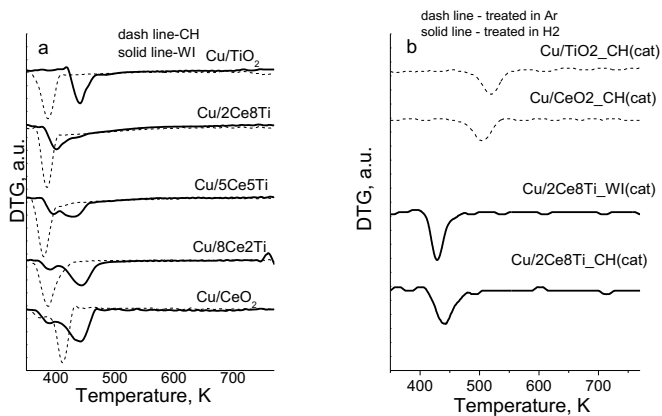 a
dash line-CH
solid line-WI
Cu/TiO2
Cu/2Ce8Ti
Cu/5Ce5Ti
Cu/8Ce2Ti
Cu/CeO2
DTG, a.u.
400 500 600 700
Temperature, K
dash line - treated in Ar
solid line - treated in H2
b
Cu/TiO2_CH(cat)
Cu/CeO2_CH(cat)
Cu/2Ce8Ti_WI(cat)
Cu/2Ce8Ti_CH(cat)
DTG, a.u.
400 500 600 700
Temperature, K